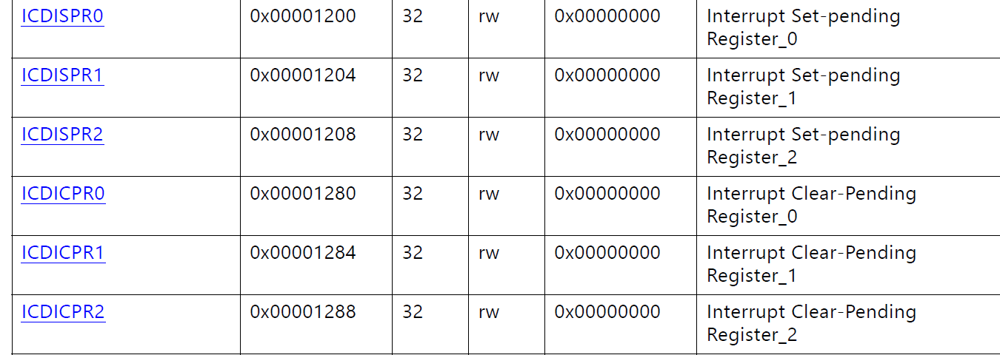 ICDISPR0 0x00001200 32 rw 0x00000000 Interrupt Set-pending
Register_0
ICDISPR1 0x00001204 32 rw 0x00000000 Interrupt Set-pending
Register_1
ICDISPR2 0x00001208 32 rw 0x00000000 Interrupt Set-pending
Register_2
ICDICPR0 0x00001280 32 rw 0x00000000 Interrupt Clear-Pending
Register_0
ICDICPR1 0x00001284 32 rw 0x00000000 Interrupt Clear-Pending
Register_1
ICDICPR2 0x00001288 32 rw 0x00000000 Interrupt Clear-Pending
Register_2